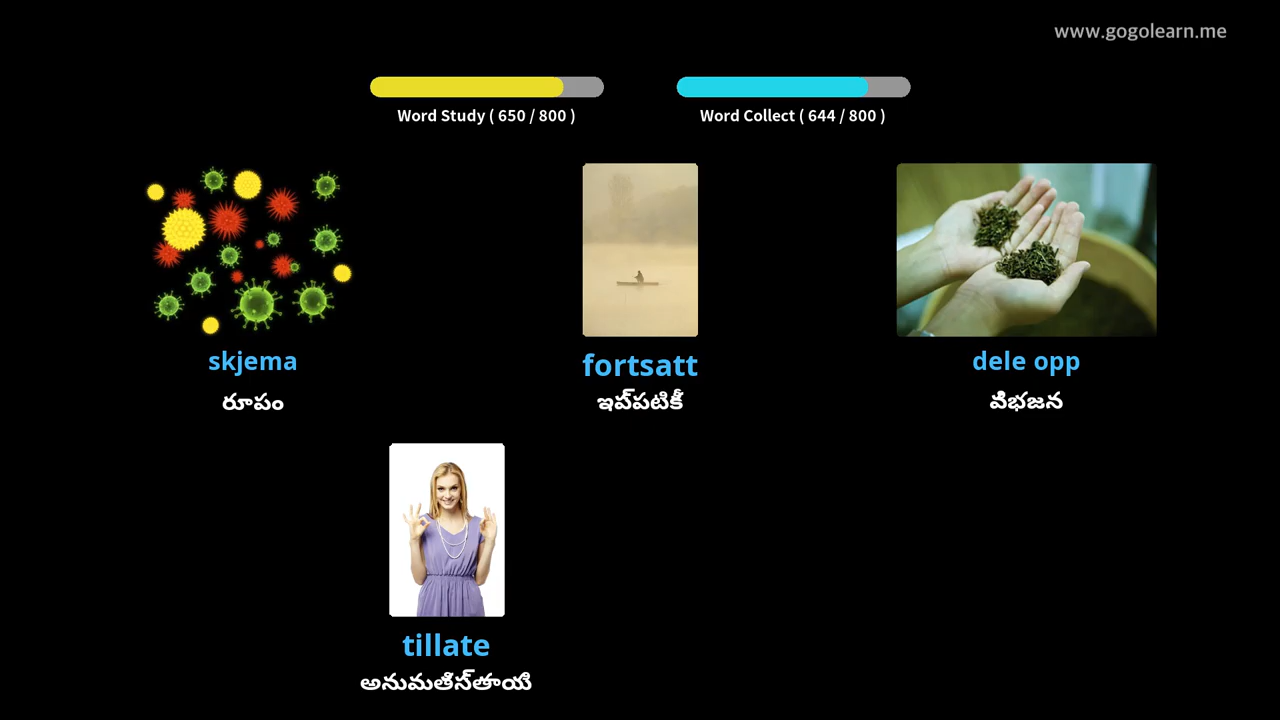 www.gogolearn.me
Word Study ( 650 / 800 )
Word Collect ( 644 / 800 )
skjema
రూపం
fortsatt
ఇప్పటికీ
dele opp
విభజన
tillate
అనుమతిస్తాయి